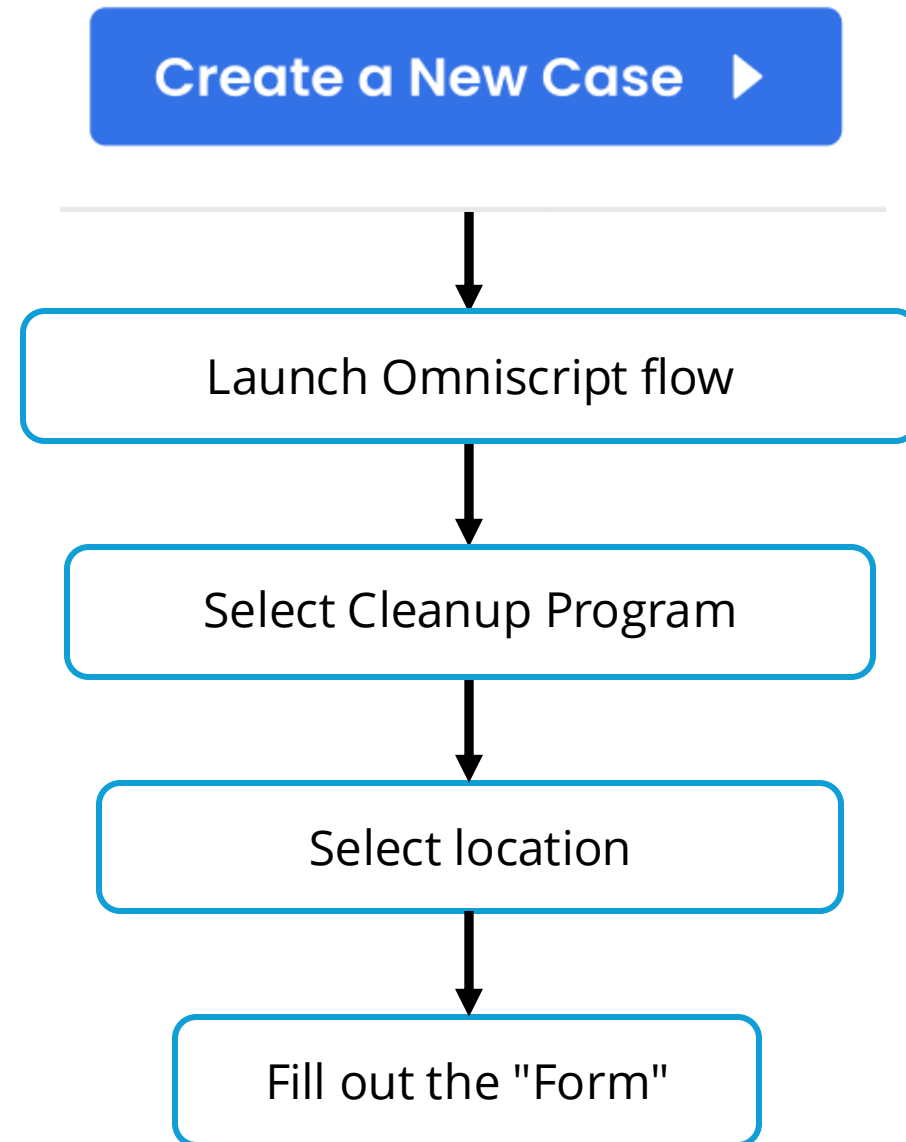 Create a New Case
Launch Omniscript flow
Select Cleanup Program
Select location
Fill out the "Form"